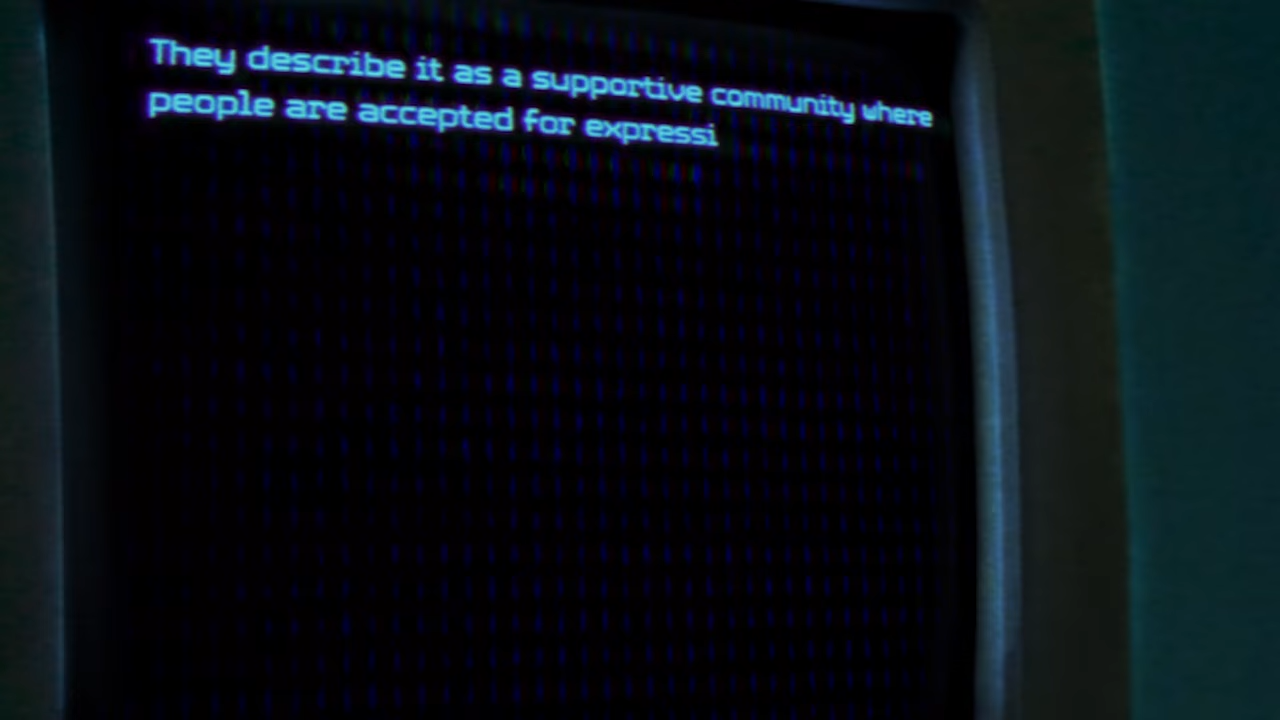 They describe it as a supportive community where
people are accepted for expressi